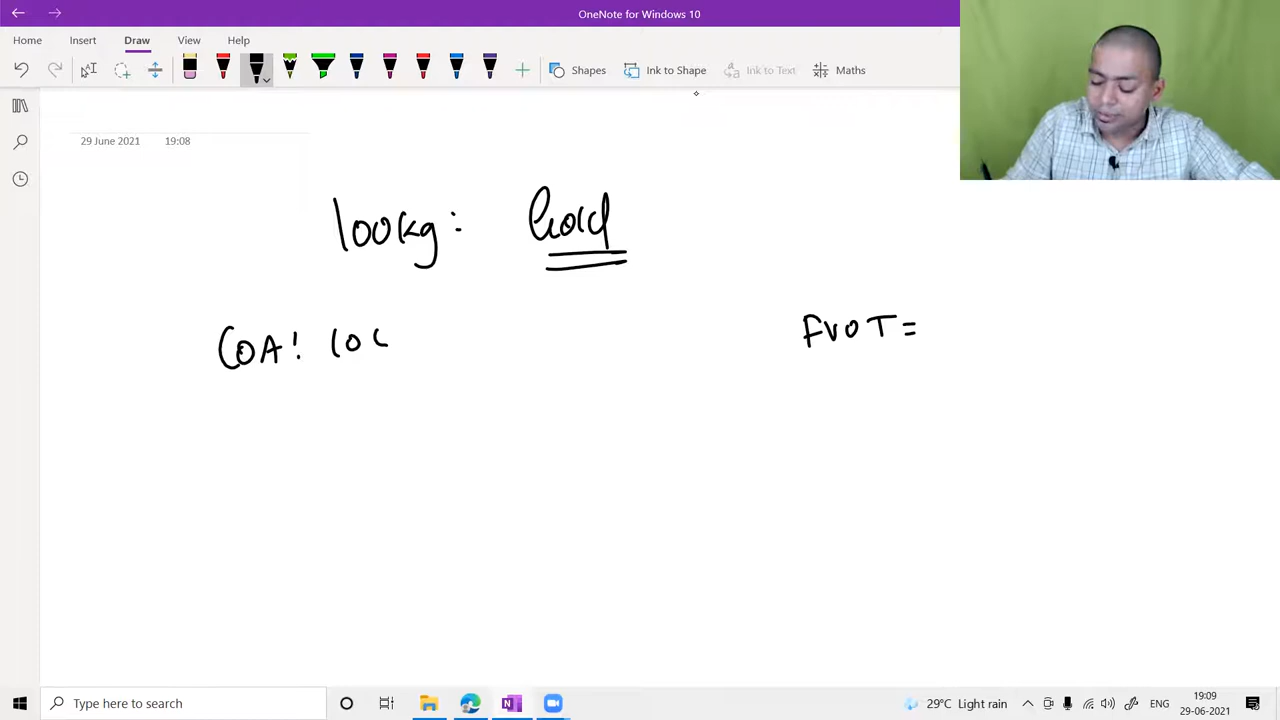 OneNote for Windows 10
Home Insert Draw View Help
Shapes Ink to Shape Ink to Text Maths
29 June 2021 19:08
100kg: Gold
COA: 100
FVOT=
Type here to search
29°C Light rain ENG 19:09 29-06-2021